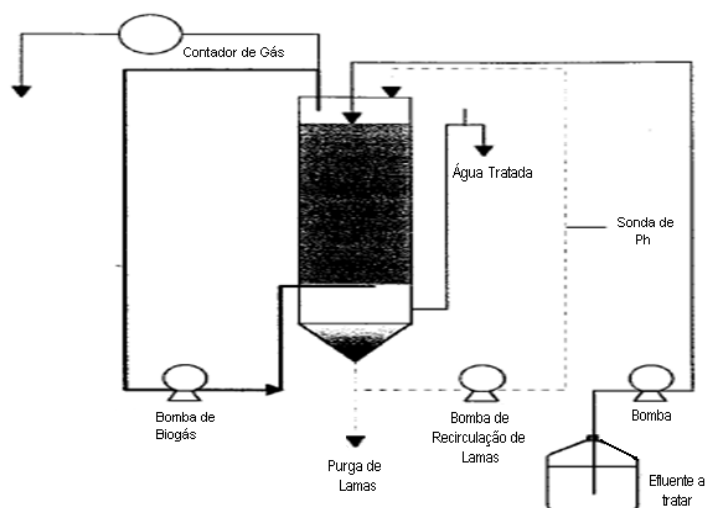 Contador de Gás
Água Tratada
Sonda de
Ph
Bomba de
Biogás
Bomba de
Recirculação de
Lamas
Bomba
Purga de
Lamas
Efluente a
tratar